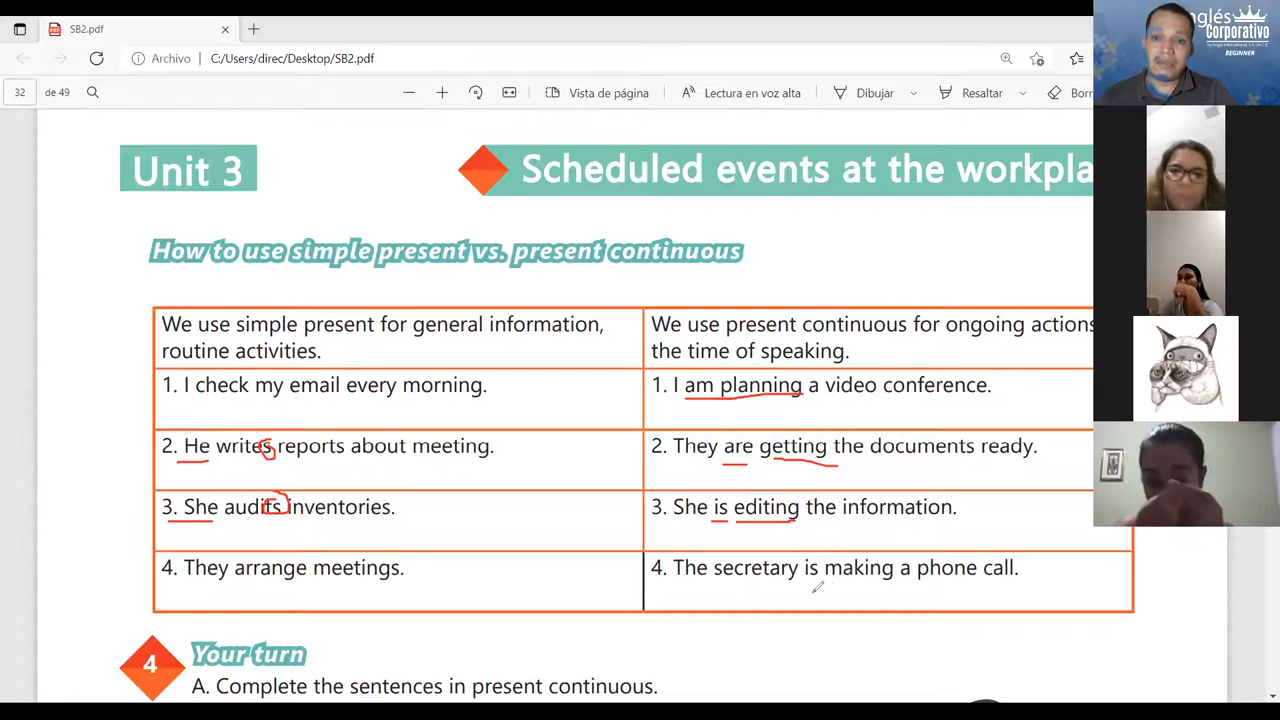 SB2.pdf
Archivo C:/Users/direc/Desktop/SB2.pdf
32 de 49 Vista de página Lectura en voz alta Dibujar Resaltar Borr
Inglés
Corporativo
BEGINNER
Unit 3 Scheduled events at the workpla
How to use simple present vs. present continuous
We use simple present for general information,
routine activities.
We use present continuous for ongoing actions
the time of speaking.
1. I check my email every morning.
1. I am planning a video conference.
2. He writes reports about meeting.
2. They are getting the documents ready.
3. She audits inventories.
3. She is editing the information.
4. They arrange meetings.
4. The secretary is making a phone call.
4 Your turn
A. Complete the sentences in present continuous.